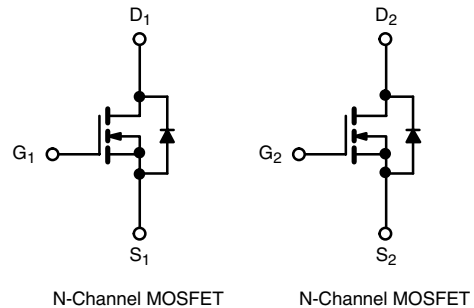 D1 D2
G1 G2
S1 S2
N-Channel MOSFET N-Channel MOSFET